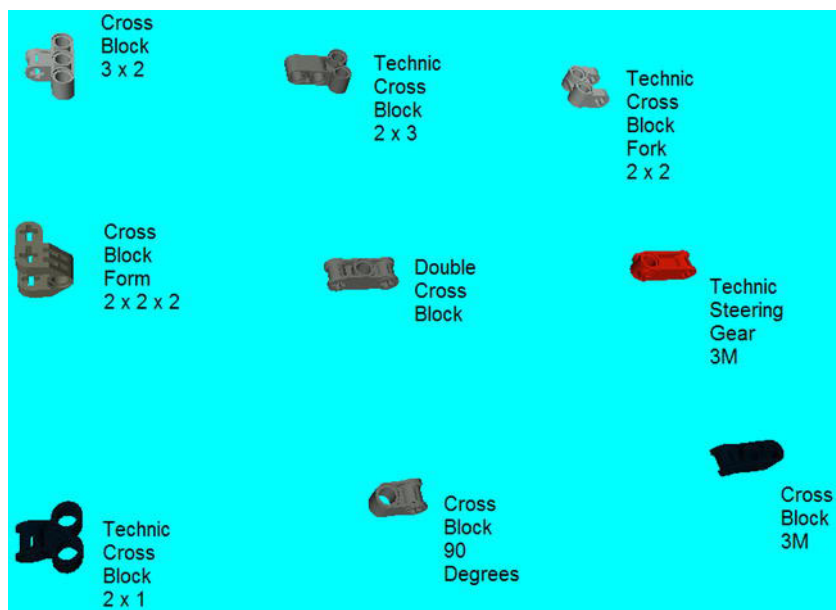 Cross
Block
3 x 2
Technic
Cross
Block
2 x 3
Technic
Cross
Block
Fork
2 x 2
Cross
Block
Form
2 x 2 x 2
Double
Cross
Block
Technic
Steering
Gear
3M
Technic
Cross
Block
2 x 1
Cross
Block
90
Degrees
Cross
Block
3M